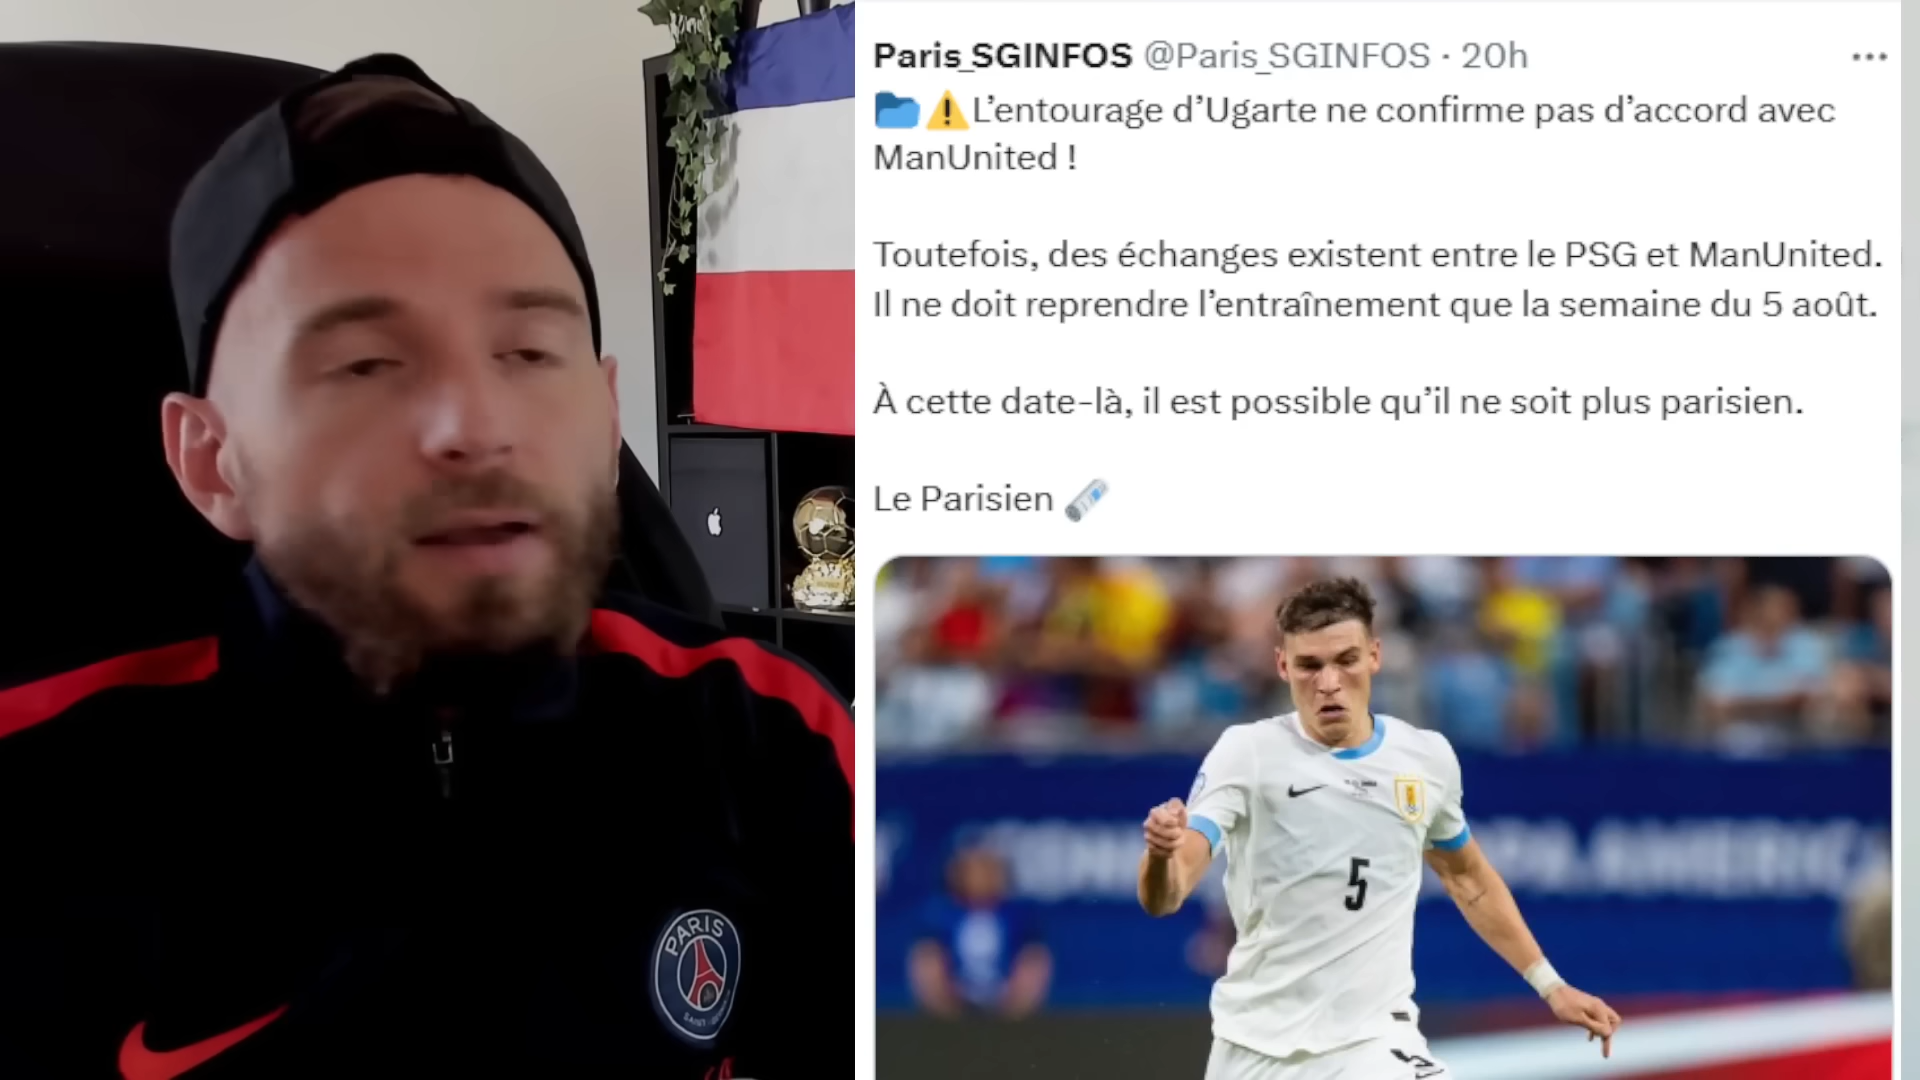 Paris_SGINFOS @Paris_SGINFOS · 20h
📂⚠️L’entourage d’Ugarte ne confirme pas d’accord avec
ManUnited !
Toutefois, des échanges existent entre le PSG et ManUnited.
Il ne doit reprendre l’entraînement que la semaine du 5 août.
À cette date-là, il est possible qu’il ne soit plus parisien.
Le Parisien 🗞️
PARIS
5
5